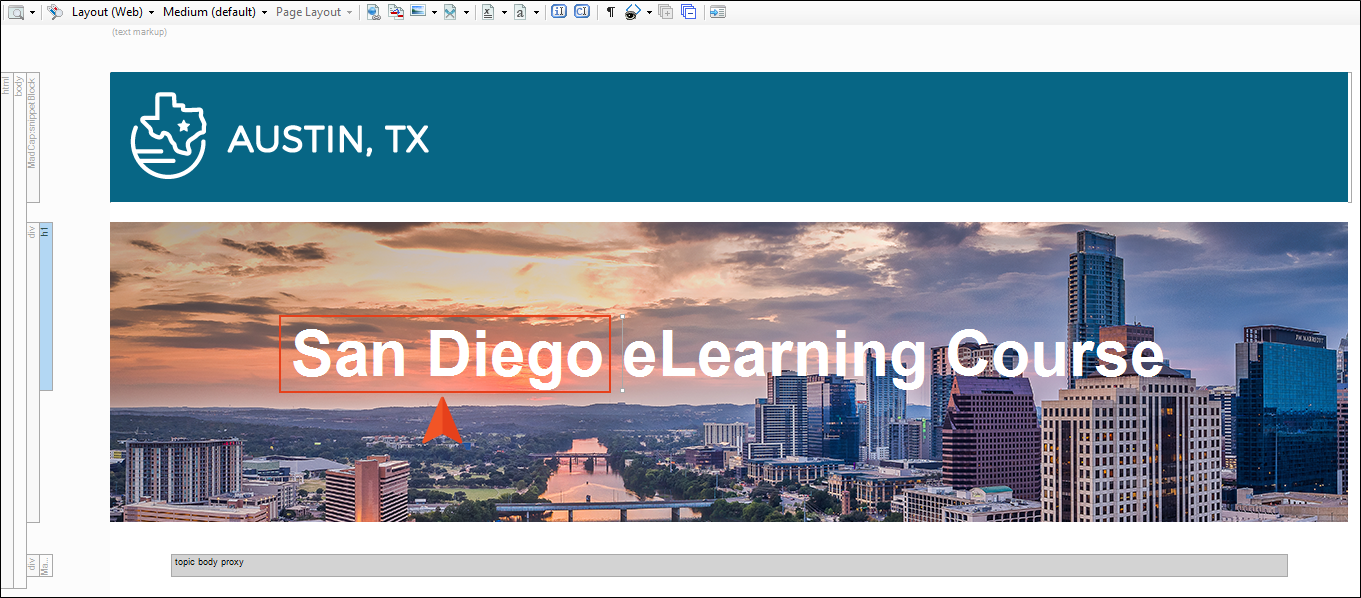 Layout (Web) Medium (default) Page Layout
(text markup)
html
body
MadCap:snippetBlock
AUSTIN, TX
div
h1
San Diego eLearning Course
JW MARRIOTT
div
Ma...
topic body proxy